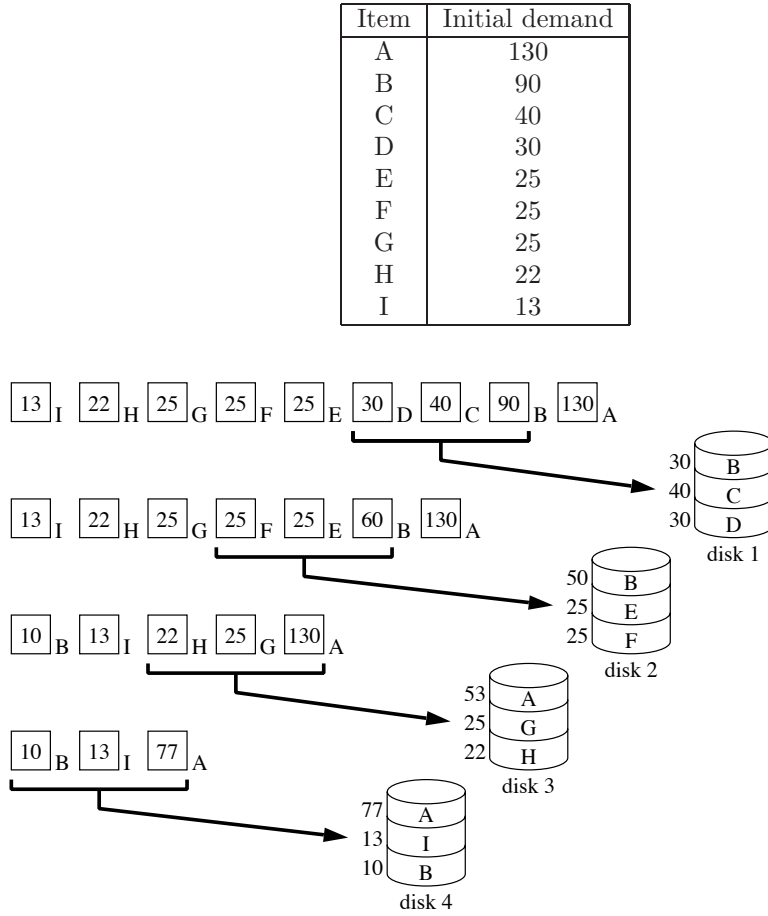 Item Initial demand
A 130
B 90
C 40
D 30
E 25
F 25
G 25
H 22
I 13
13 I 22 H 25 G 25 F 25 E 30 D 40 C 90 B 130 A
30 B
40 C
30 D
disk 1
13 I 22 H 25 G 25 F 25 E 60 B 130 A
50 B
25 E
25 F
disk 2
10 B 13 I 22 H 25 G 130 A
53 A
25 G
22 H
disk 3
10 B 13 I 77 A
77 A
13 I
10 B
disk 4